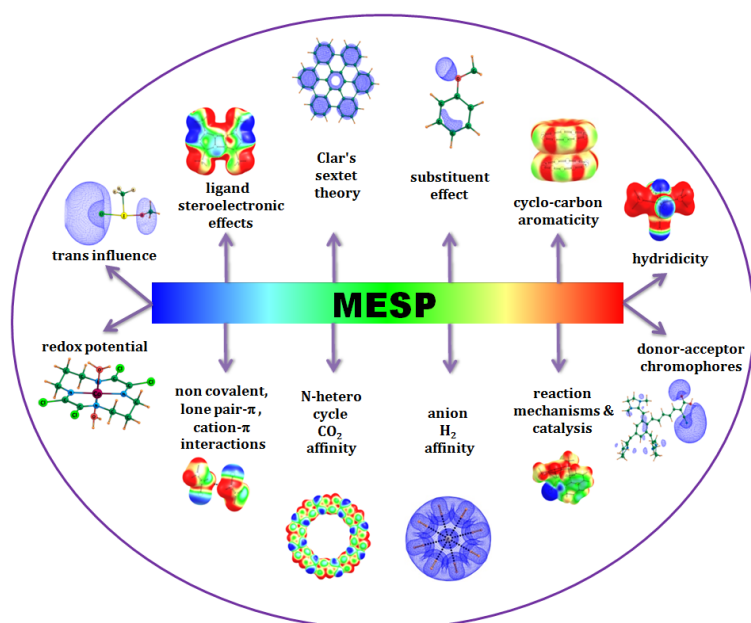 Clar's
sextet
theory
substituent
effect
ligand
steroelectronic
effects
cyclo-carbon
aromaticity
trans influence
hydridicity
MESP
redox potential
donor-acceptor
chromophores
non covalent,
lone pair-π ,
cation-π
interactions
N-hetero
cycle
CO₂
affinity
anion
H₂
affinity
reaction
mechanisms &
catalysis